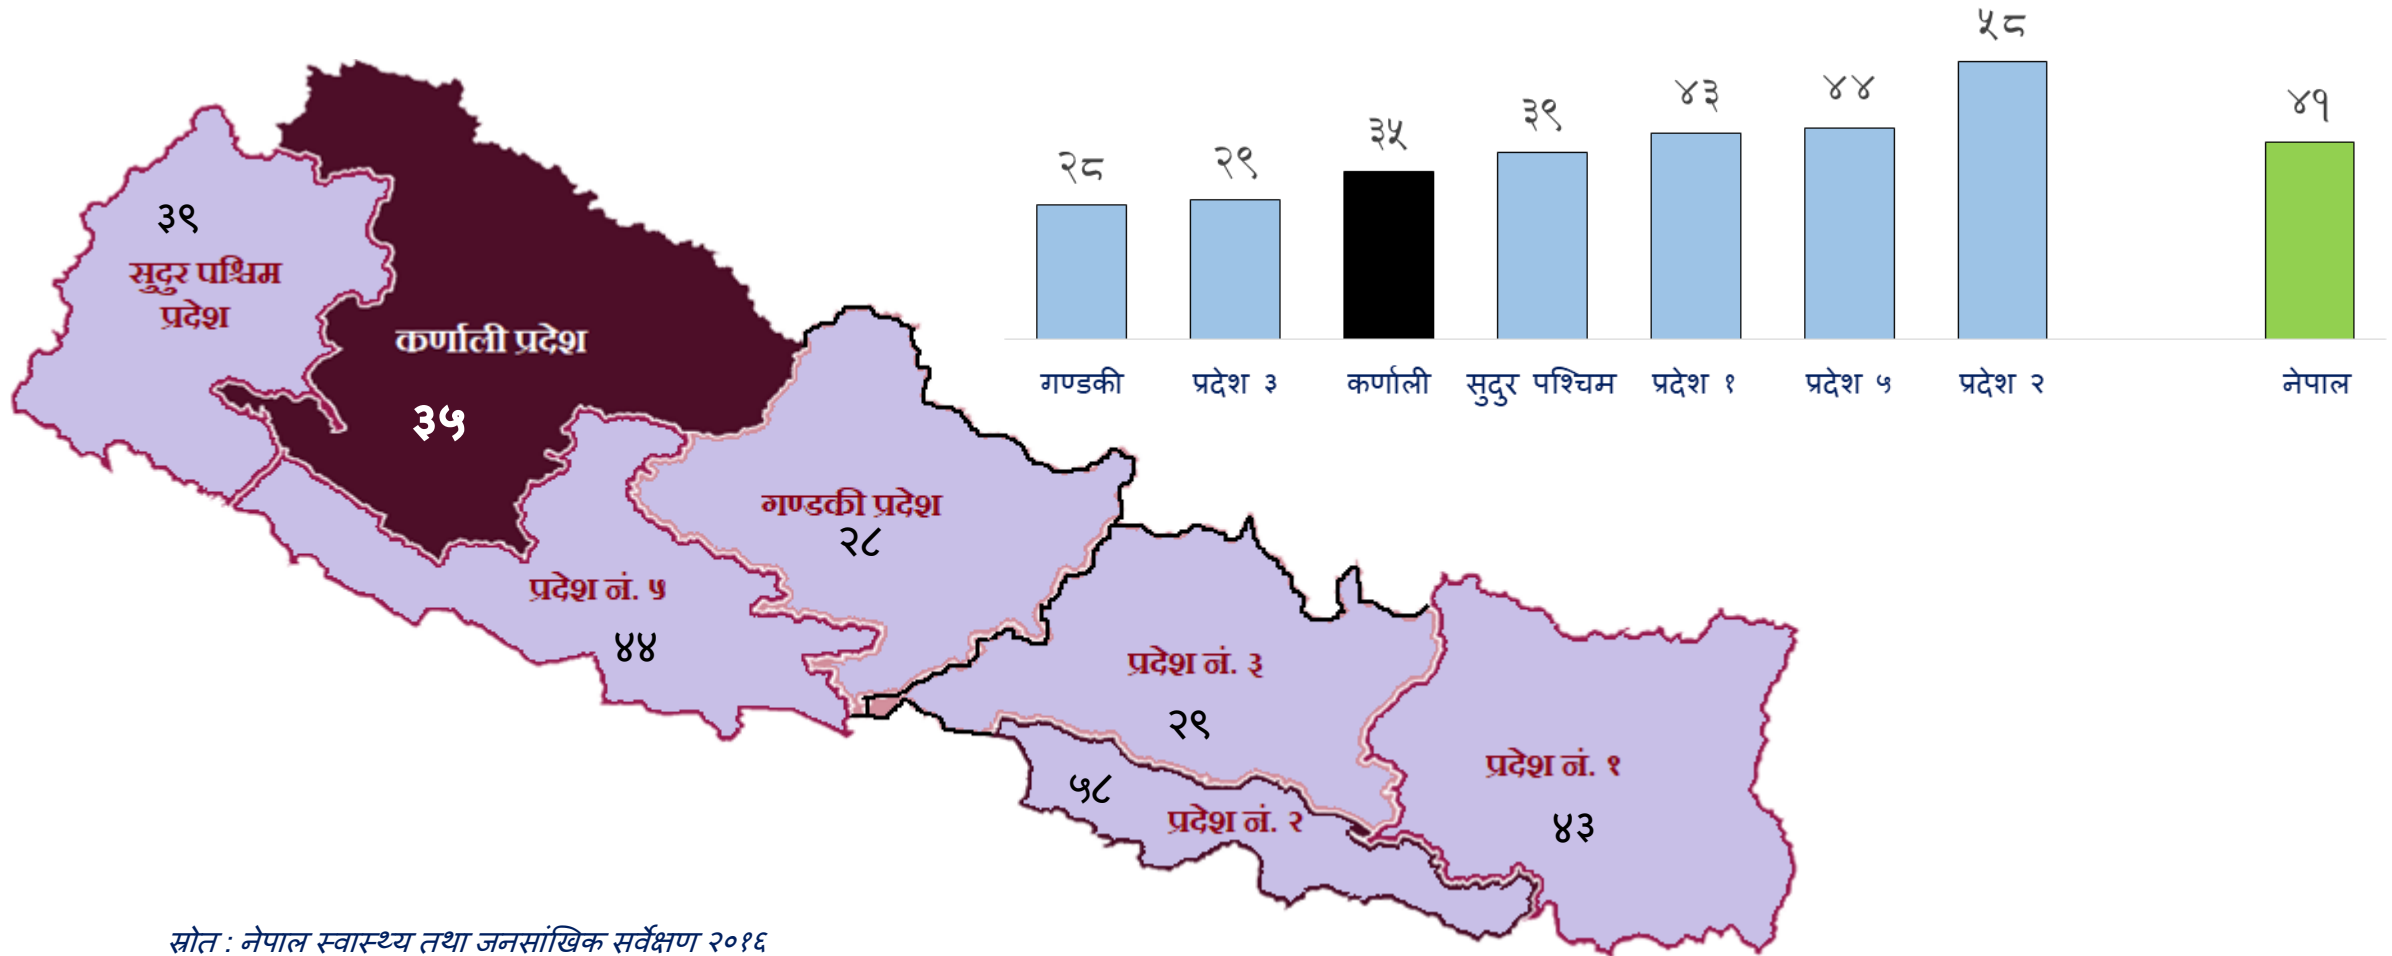 ५८
४३
४४
४१
३९
३५
२८
२९
गण्डकी
प्रदेश ३
कर्णाली
सुदुर पश्चिम
प्रदेश १
प्रदेश ५
प्रदेश २
नेपाल
३९
सुदुर पश्चिम
प्रदेश
कर्णाली प्रदेश
३५
गण्डकी प्रदेश
२८
प्रदेश नं. ५
४४
प्रदेश नं. ३
२९
५८
प्रदेश नं. २
प्रदेश नं. १
४३
स्रोत : नेपाल स्वास्थ्य तथा जनसांखिक सर्वेक्षण २०१६